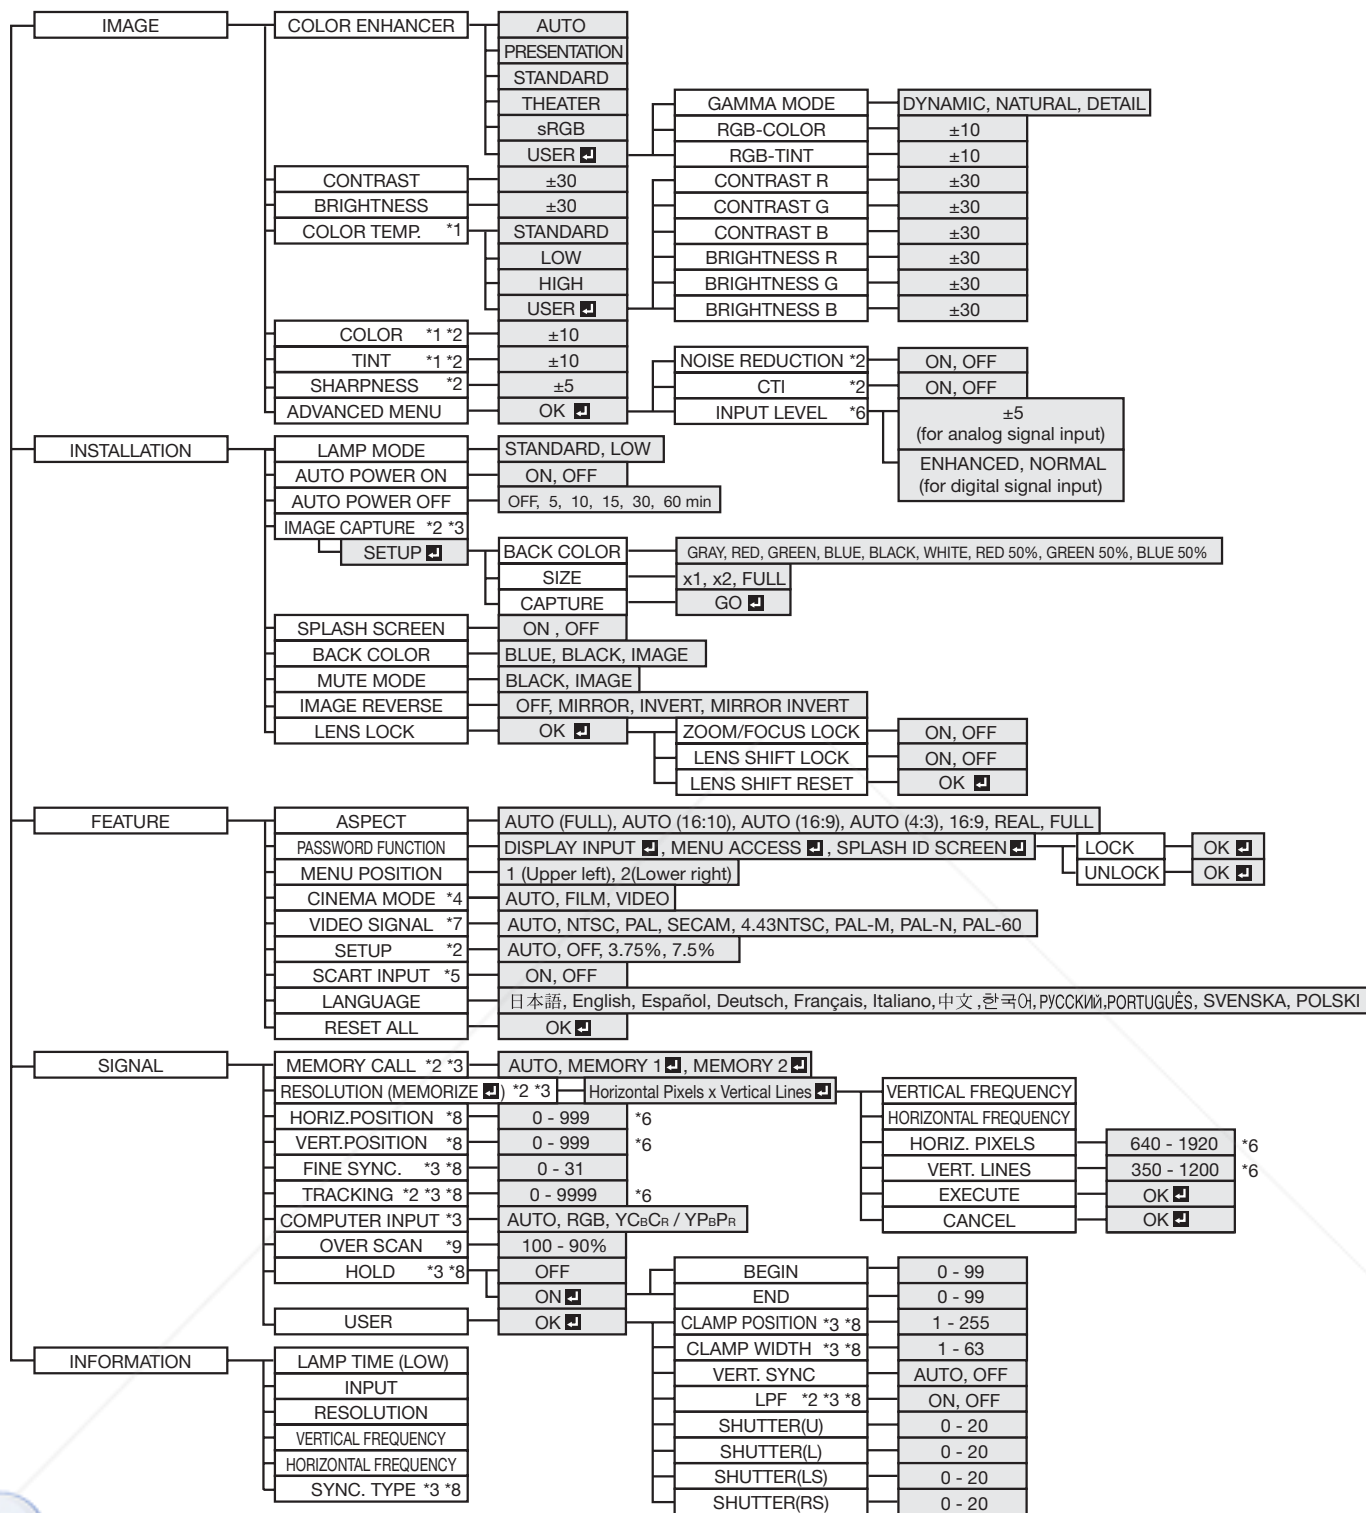 IMAGE
COLOR ENHANCER
AUTO
PRESENTATION
STANDARD
THEATER
sRGB
USER
GAMMA MODE
DYNAMIC, NATURAL, DETAIL
RGB-COLOR
±10
RGB-TINT
±10
CONTRAST
±30
BRIGHTNESS
±30
COLOR TEMP. *1
STANDARD
LOW
HIGH
USER
CONTRAST R
±30
CONTRAST G
±30
CONTRAST B
±30
BRIGHTNESS R
±30
BRIGHTNESS G
±30
BRIGHTNESS B
±30
COLOR *1 *2
±10
TINT *1 *2
±10
SHARPNESS *2
±5
ADVANCED MENU
OK
NOISE REDUCTION *2
ON, OFF
CTI *2
ON, OFF
INPUT LEVEL *6
±5
(for analog signal input)
ENHANCED, NORMAL
(for digital signal input)
INSTALLATION
LAMP MODE
STANDARD, LOW
AUTO POWER ON
ON, OFF
AUTO POWER OFF
OFF, 5, 10, 15, 30, 60 min
IMAGE CAPTURE *2 *3
SETUP
BACK COLOR
GRAY, RED, GREEN, BLUE, BLACK, WHITE, RED 50%, GREEN 50%, BLUE 50%
SIZE
x1, x2, FULL
CAPTURE
GO
SPLASH SCREEN
ON , OFF
BACK COLOR
BLUE, BLACK, IMAGE
MUTE MODE
BLACK, IMAGE
IMAGE REVERSE
OFF, MIRROR, INVERT, MIRROR INVERT
LENS LOCK
OK
ZOOM/FOCUS LOCK
ON, OFF
LENS SHIFT LOCK
ON, OFF
LENS SHIFT RESET
OK
FEATURE
ASPECT
AUTO (FULL), AUTO (16:10), AUTO (16:9), AUTO (4:3), 16:9, REAL, FULL
PASSWORD FUNCTION
DISPLAY INPUT , MENU ACCESS , SPLASH ID SCREEN
LOCK
OK
UNLOCK
OK
MENU POSITION
1 (Upper left), 2(Lower right)
CINEMA MODE *4
AUTO, FILM, VIDEO
VIDEO SIGNAL *7
AUTO, NTSC, PAL, SECAM, 4.43NTSC, PAL-M, PAL-N, PAL-60
SETUP *2
AUTO, OFF, 3.75%, 7.5%
SCART INPUT *5
ON, OFF
LANGUAGE
日本語, English, Español, Deutsch, Français, Italiano, 中文 ,한국어, РУССКИЙ,PORTUGUÊS, SVENSKA, POLSKI
RESET ALL
OK
SIGNAL
MEMORY CALL *2 *3
AUTO, MEMORY 1 , MEMORY 2
RESOLUTION (MEMORIZE ) *2 *3
Horizontal Pixels x Vertical Lines
VERTICAL FREQUENCY
HORIZONTAL FREQUENCY
HORIZ. PIXELS
640 - 1920 *6
VERT. LINES
350 - 1200 *6
EXECUTE
OK
CANCEL
OK
HORIZ.POSITION *8
0 - 999 *6
VERT.POSITION *8
0 - 999 *6
FINE SYNC. *3 *8
0 - 31
TRACKING *2 *3 *8
0 - 9999 *6
COMPUTER INPUT *3
AUTO, RGB, YCBCR / YPBPR
OVER SCAN *9
100 - 90%
HOLD *3 *8
OFF
ON
BEGIN
0 - 99
END
0 - 99
USER
OK
CLAMP POSITION *3 *8
1 - 255
CLAMP WIDTH *3 *8
1 - 63
VERT. SYNC
AUTO, OFF
LPF *2 *3 *8
ON, OFF
SHUTTER(U)
0 - 20
SHUTTER(L)
0 - 20
SHUTTER(LS)
0 - 20
SHUTTER(RS)
0 - 20
INFORMATION
LAMP TIME (LOW)
INPUT
RESOLUTION
VERTICAL FREQUENCY
HORIZONTAL FREQUENCY
SYNC. TYPE *3 *8